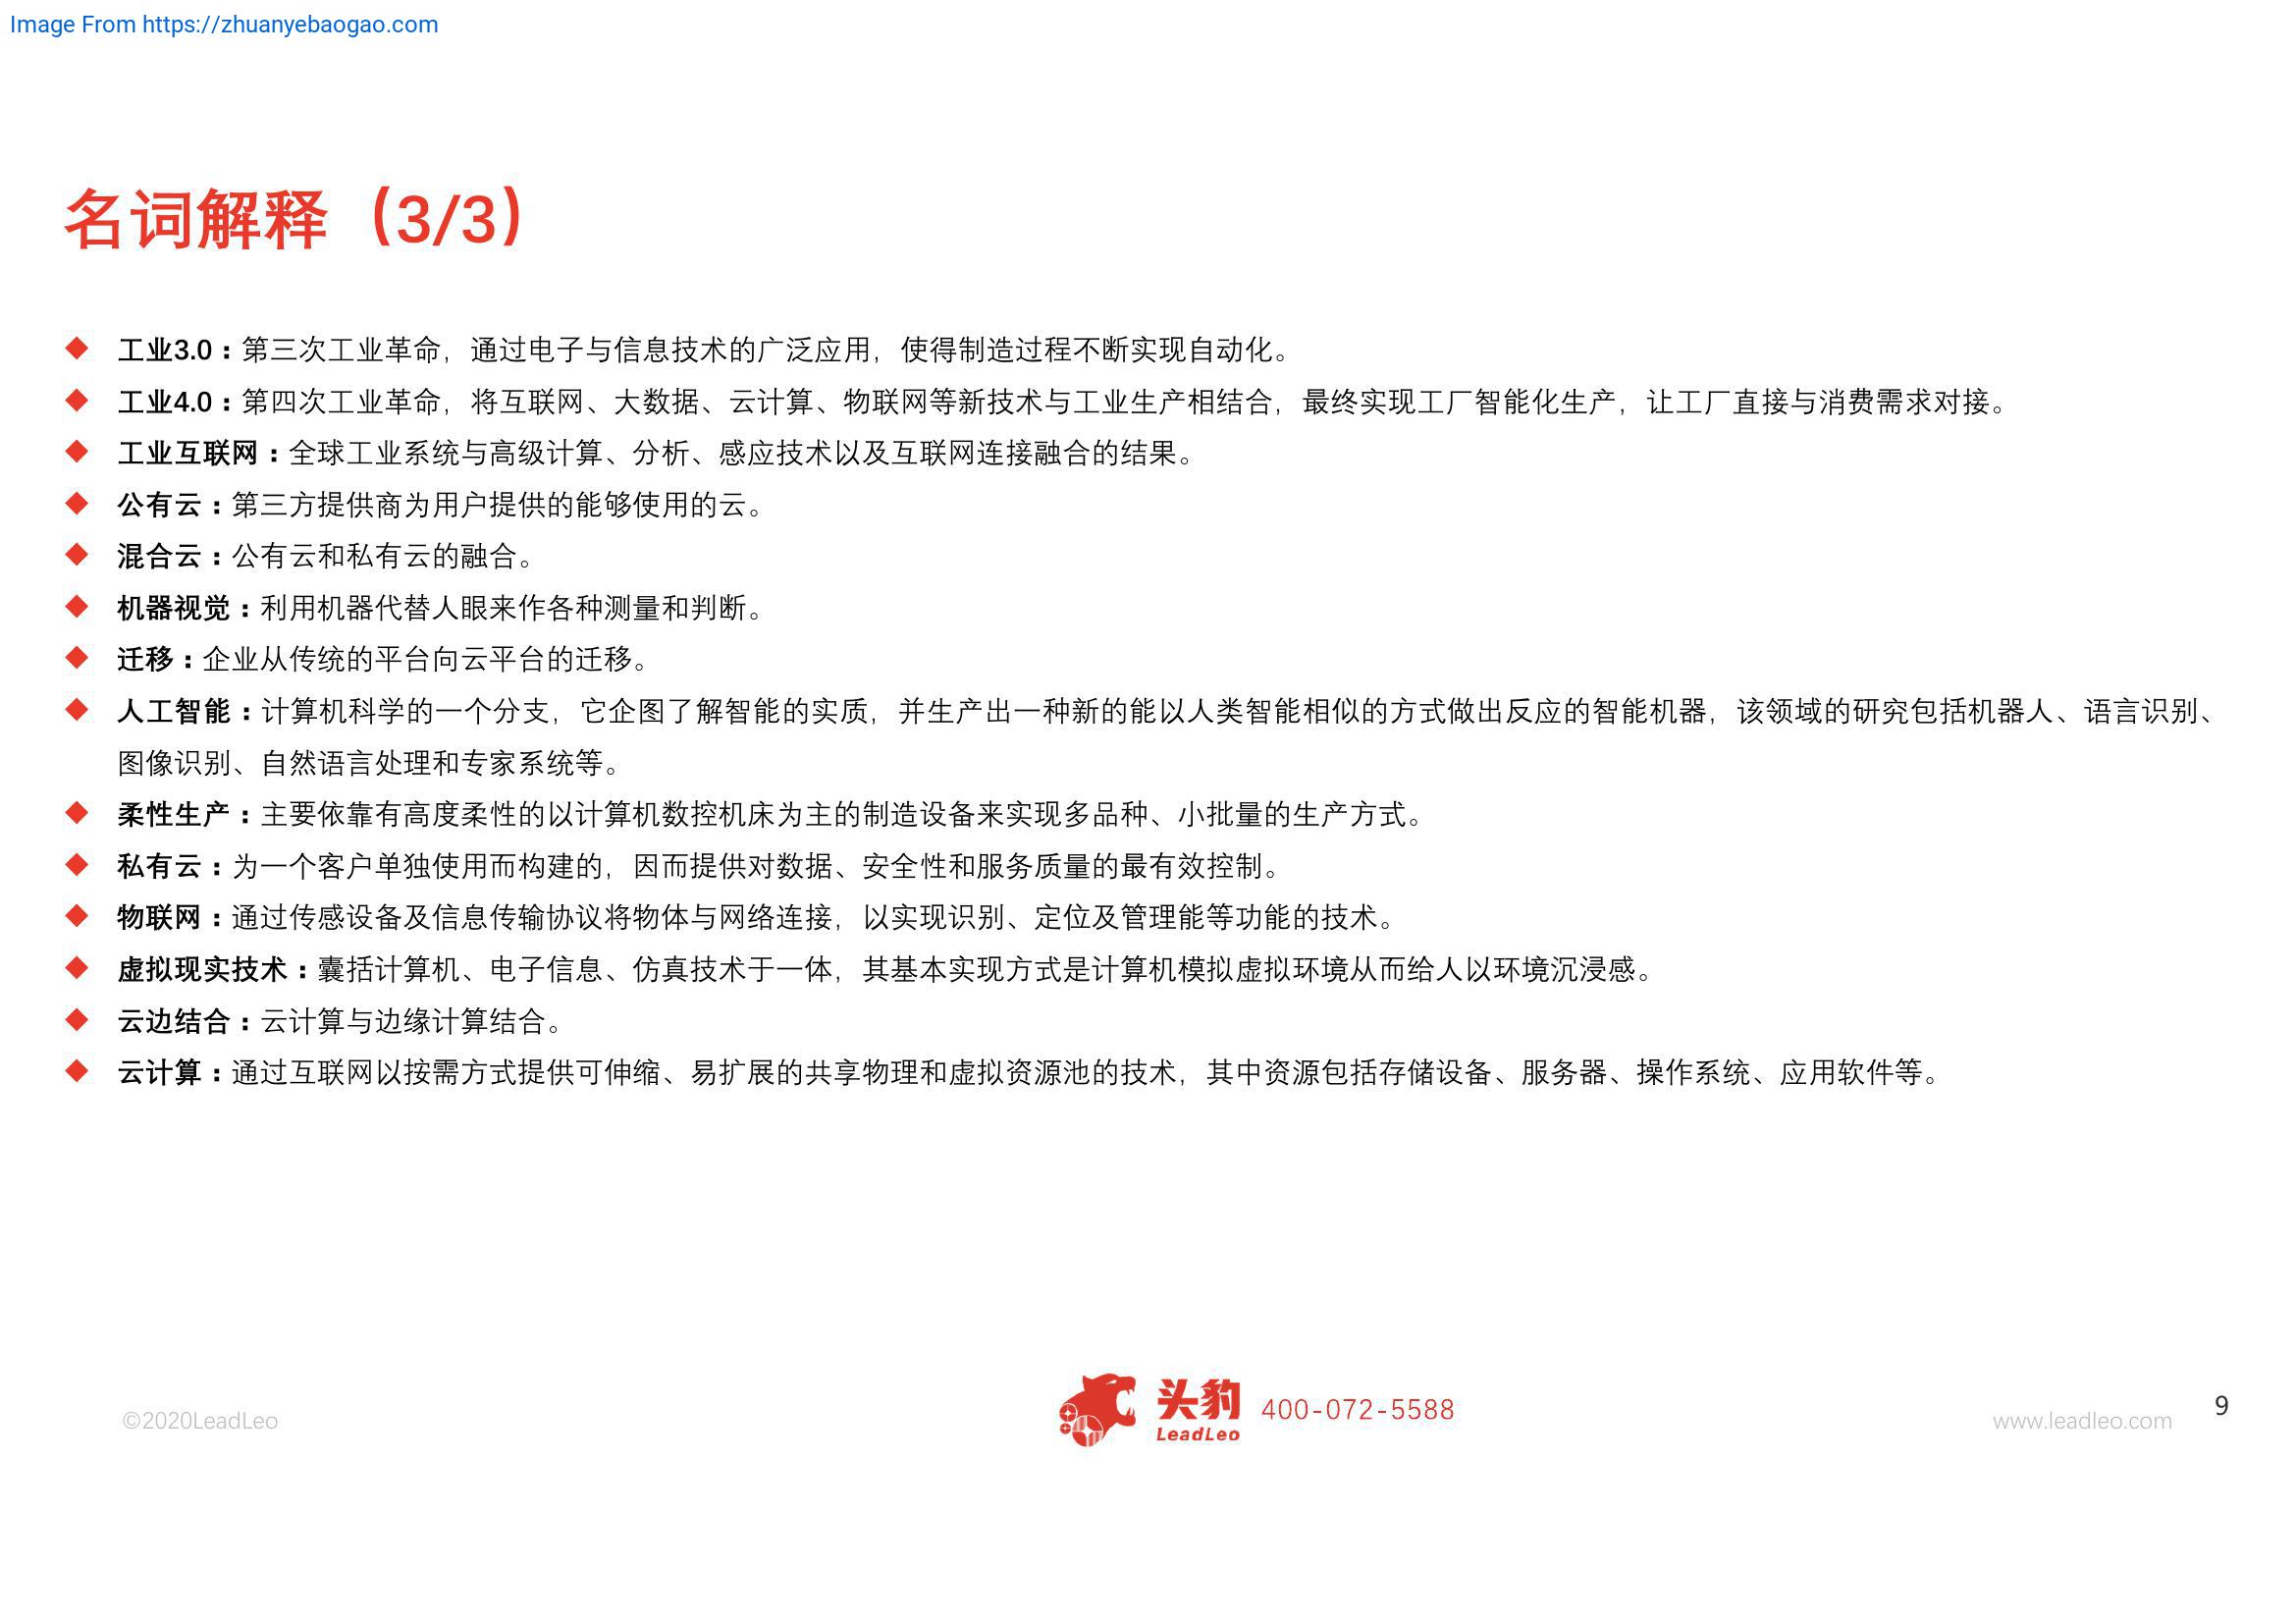 Image From https://zhuanyebaogao.com
名词解释（3/3）
工业3.0：第三次工业革命，通过电子与信息技术的广泛应用，使得制造过程不断实现自动化。
工业4.0：第四次工业革命，将互联网、大数据、云计算、物联网等新技术与工业生产相结合，最终实现工厂智能化生产，让工厂直接与消费需求对接。
工业互联网：全球工业系统与高级计算、分析、感应技术以及互联网连接融合的结果。
公有云：第三方提供商为用户提供的能够使用的云。
混合云：公有云和私有云的融合。
机器视觉：利用机器代替人眼来作各种测量和判断。
迁移：企业从传统的平台向云平台的迁移。
人工智能：计算机科学的一个分支，它企图了解智能的实质，并生产出一种新的能以人类智能相似的方式做出反应的智能机器，该领域的研究包括机器人、语言识别、
图像识别、自然语言处理和专家系统等。
柔性生产：主要依靠有高度柔性的以计算机数控机床为主的制造设备来实现多品种、小批量的生产方式。
私有云：为一个客户单独使用而构建的，因而提供对数据、安全性和服务质量的最有效控制。
物联网：通过传感设备及信息传输协议将物体与网络连接，以实现识别、定位及管理能等功能的技术。
虚拟现实技术：囊括计算机、电子信息、仿真技术于一体，其基本实现方式是计算机模拟虚拟环境从而给人以环境沉浸感。
云边结合：云计算与边缘计算结合。
云计算：通过互联网以按需方式提供可伸缩、易扩展的共享物理和虚拟资源池的技术，其中资源包括存储设备、服务器、操作系统、应用软件等。
©2020LeadLeo
头豹
LeadLeo
400-072-5588
www.leadleo.com
9